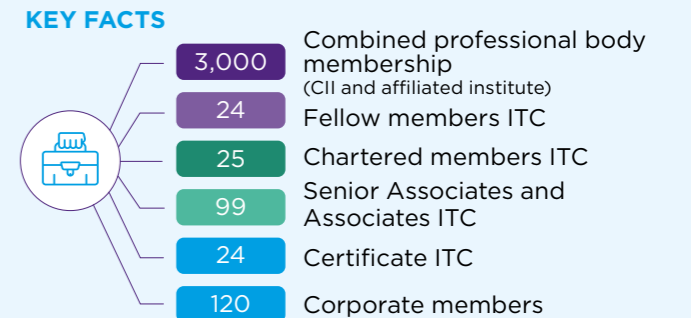 KEY FACTS
3,000
Combined professional body
membership
(CII and affiliated institute)
24
Fellow members ITC
25
Chartered members ITC
99
Senior Associates and
Associates ITC
24
Certificate ITC
120
Corporate members